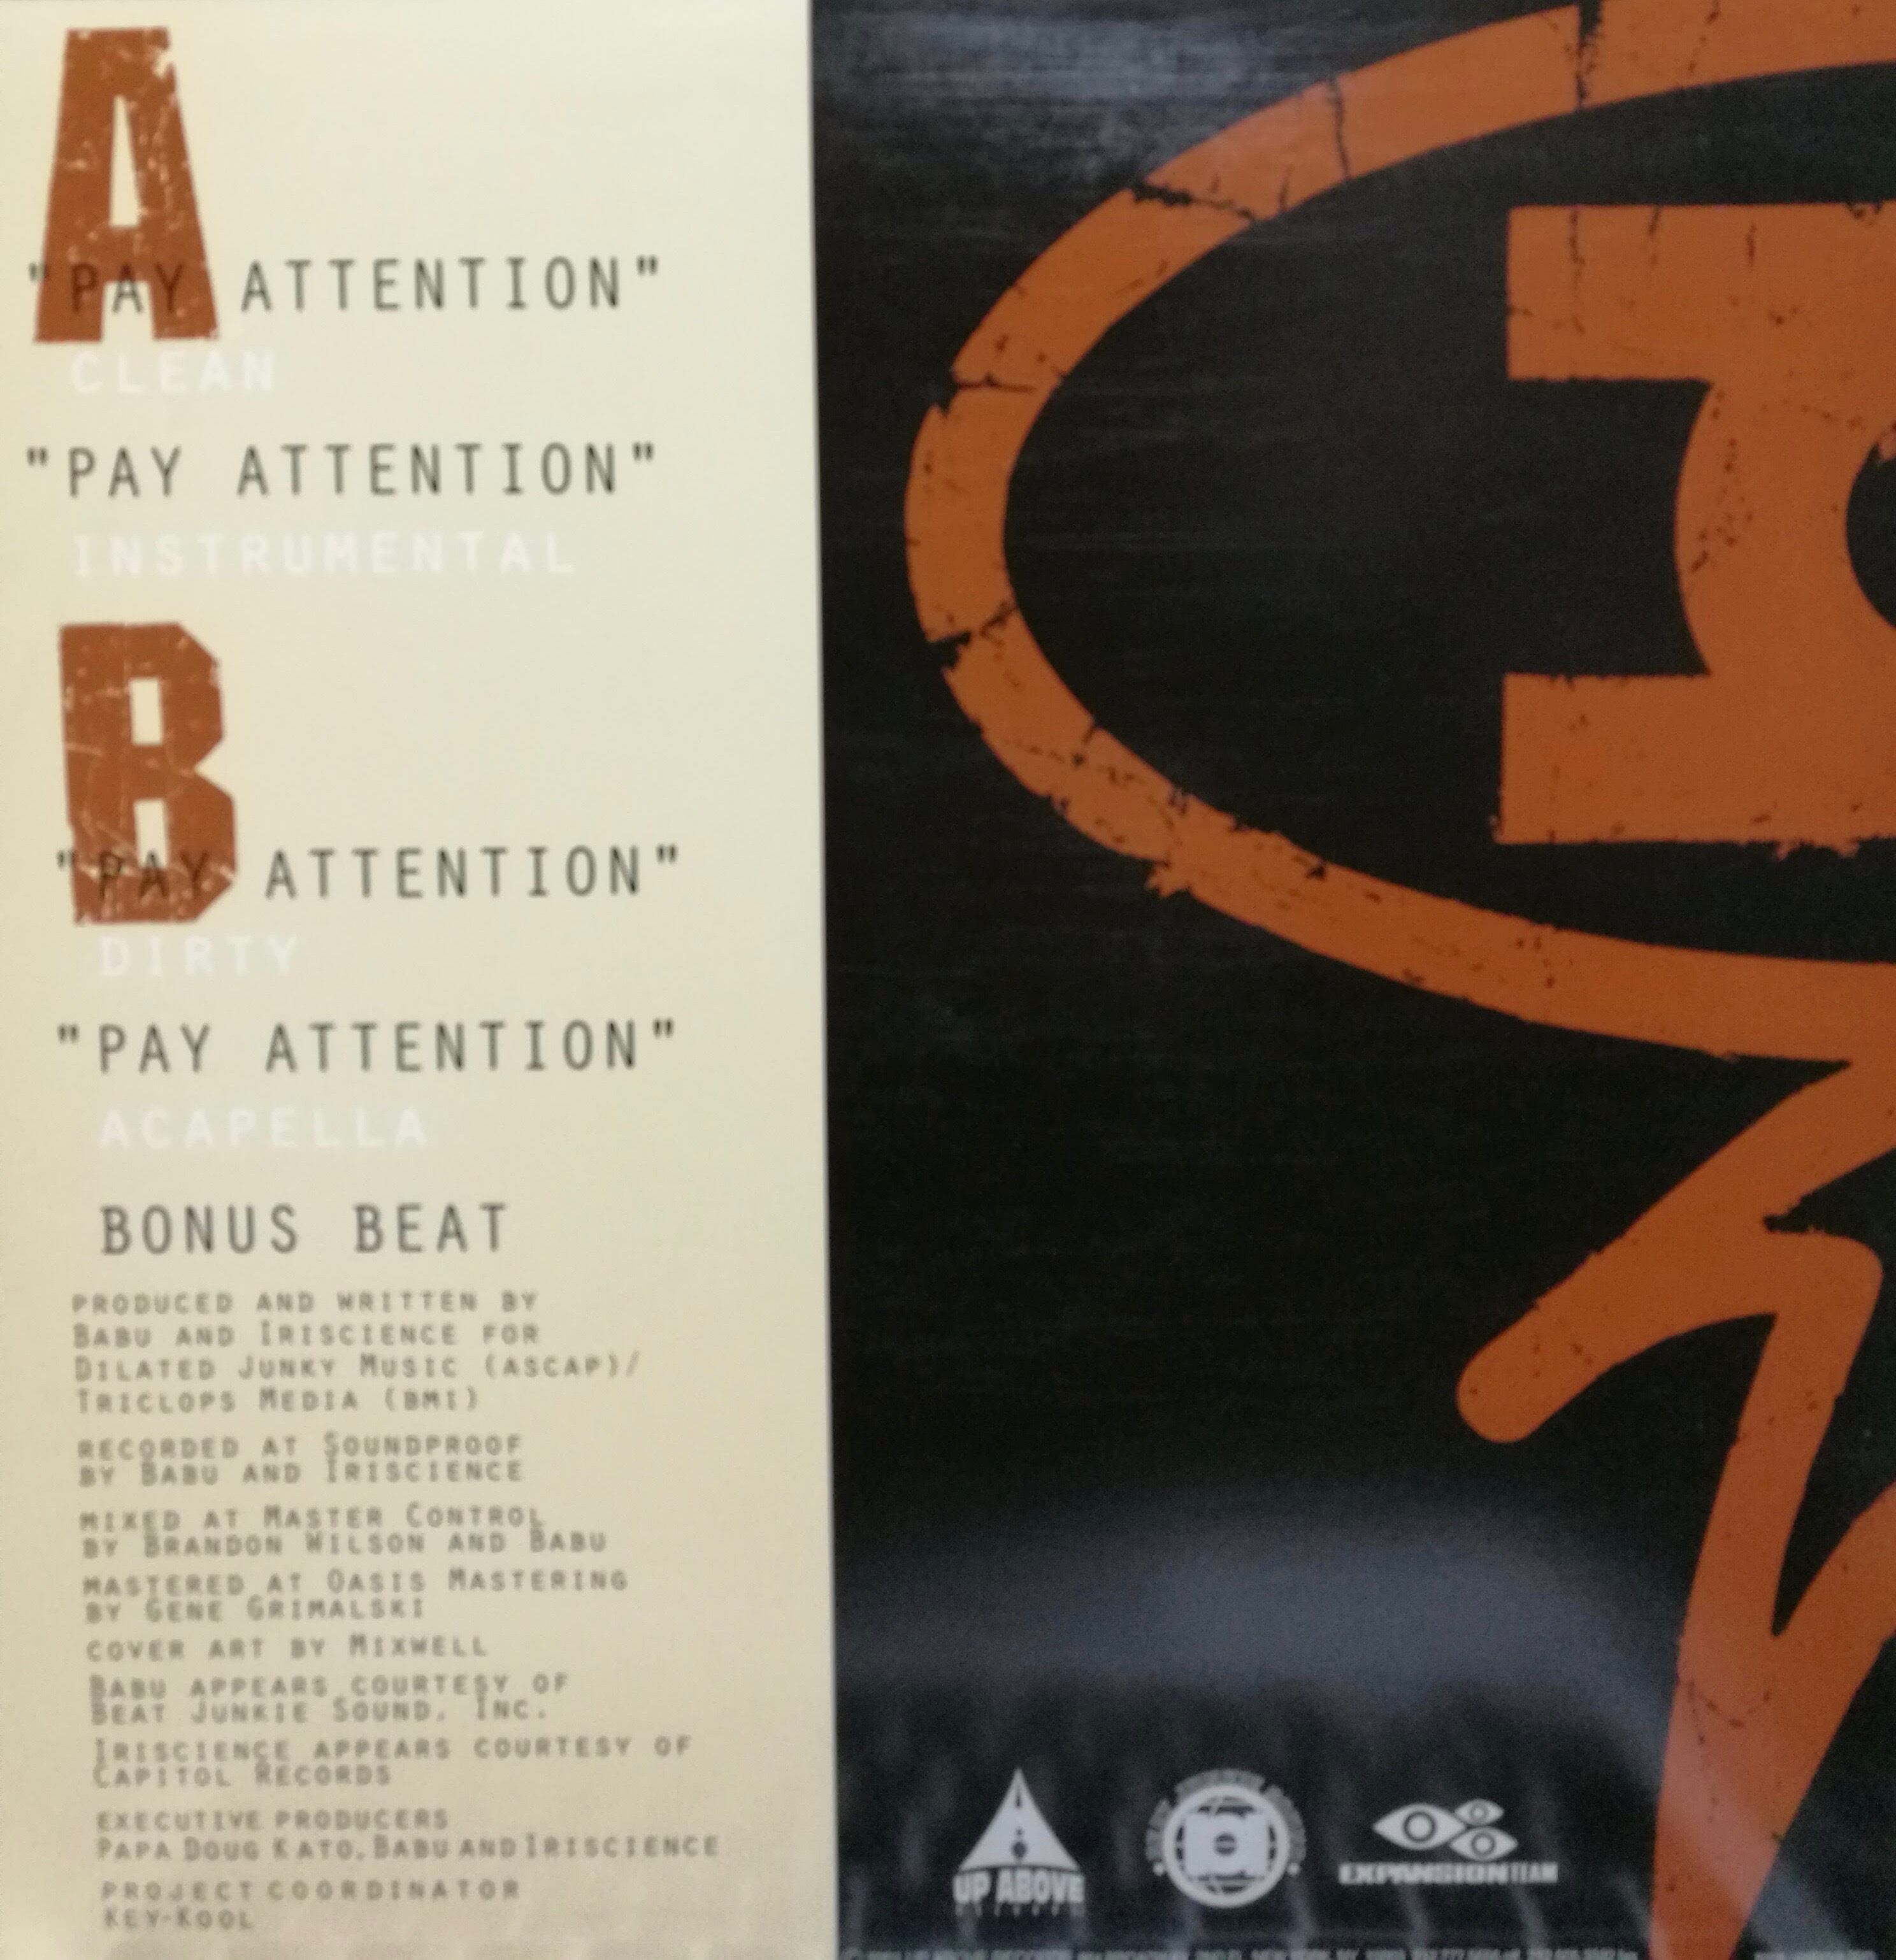 A
"PAY ATTENTION"
CLEAN
"PAY ATTENTION"
INSTRUMENTAL
B
"PAY ATTENTION"
DIRTY
"PAY ATTENTION"
ACAPELLA
BONUS BEAT
PRODUCED AND WRITTEN BY
BABU AND IRISCIENCE FOR
DILATED JUNKY MUSIC (ASCAP)/
TRICLOPS MEDIA (BMI)
RECORDED AT SOUNDPROOF
BY BABU AND IRISCIENCE
MIXED AT MASTER CONTROL
BY BRANDON WILSON AND BABU
MASTERED AT OASIS MASTERING
BY GENE GRIMALSKI
COVER ART BY MIXWELL
BABU APPEARS COURTESY OF
BEAT JUNKIE SOUND, INC.
IRISCIENCE APPEARS COURTESY OF
CAPITOL RECORDS
EXECUTIVE PRODUCERS
PAPA DOUG KATO, BABU AND IRISCIENCE
PROJECT COORDINATOR
KEY-KOOL
UP ABOVE
RECORDS
EXPANSION TEAM